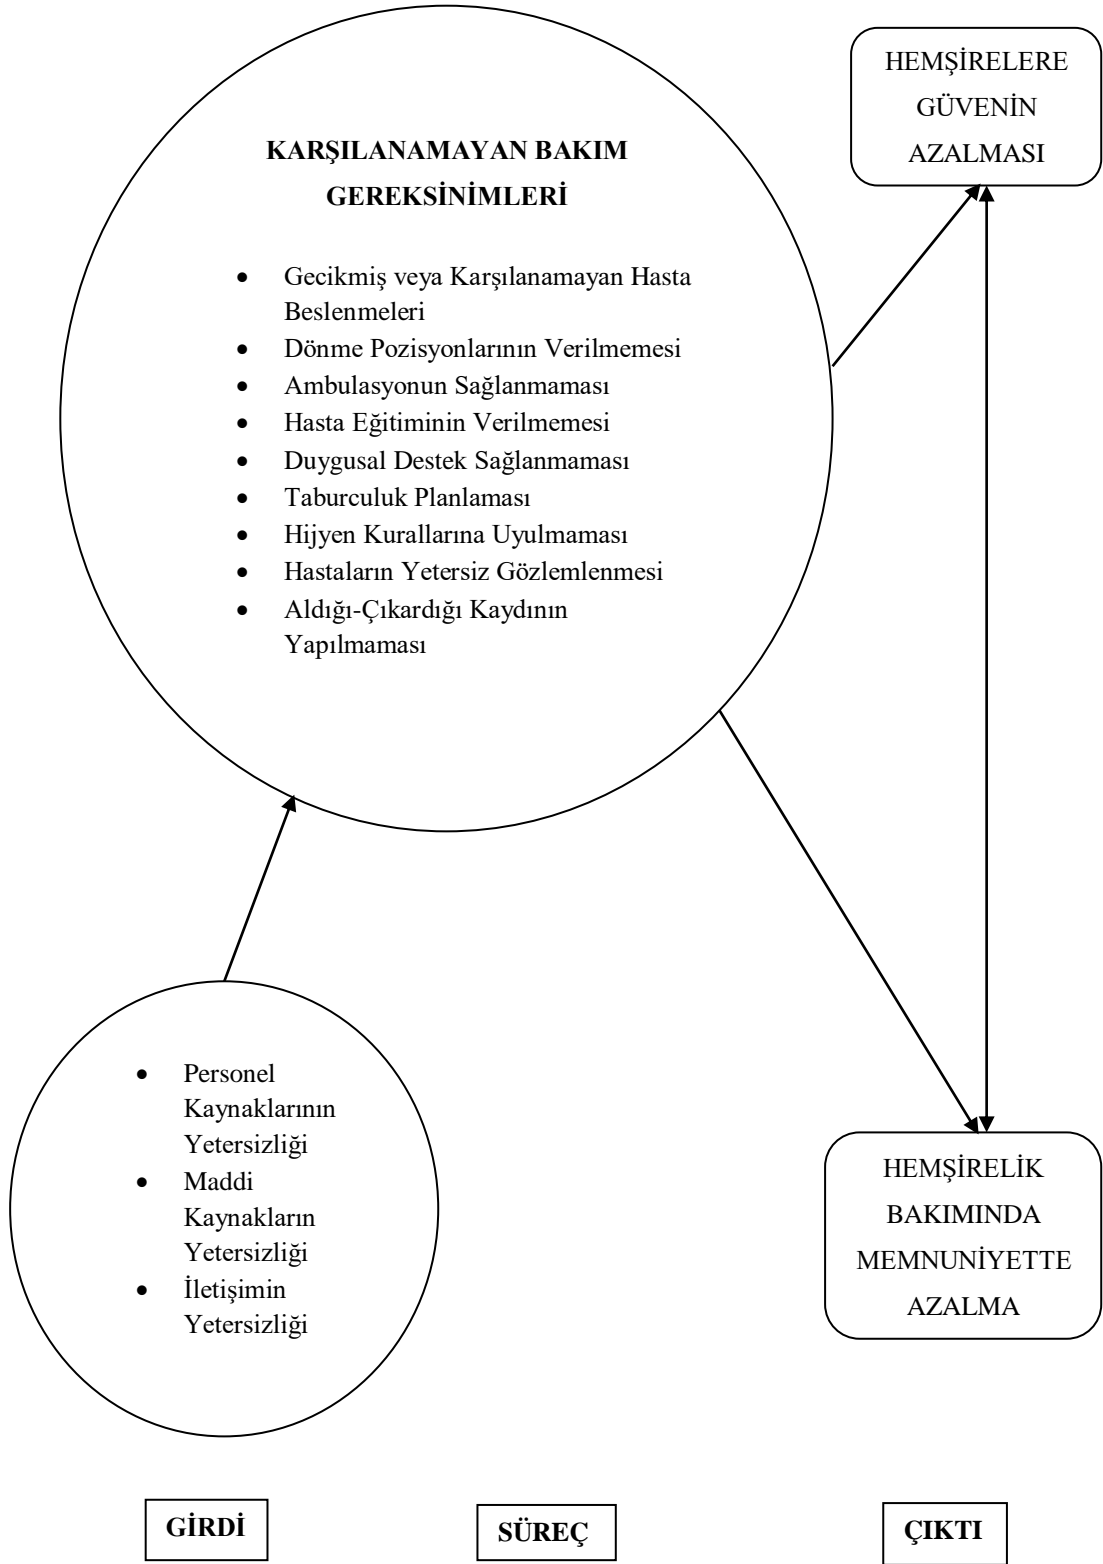 KARŞILANAMAYAN BAKIM
GEREKSİNİMLERİ
• Gecikmiş veya Karşılanamayan Hasta
Beslenmeleri
• Dönme Pozisyonlarının Verilmemesi
• Ambulasyonun Sağlanmaması
• Hasta Eğitiminin Verilmemesi
• Duygusal Destek Sağlanmaması
• Taburculuk Planlaması
• Hijyen Kurallarına Uyulmaması
• Hastaların Yetersiz Gözlemlenmesi
• Aldığı-Çıkardığı Kaydının
Yapılmaması
HEMŞİRELERE
GÜVENİN
AZALMASI
• Personel
Kaynaklarının
Yetersizliği
• Maddi
Kaynakların
Yetersizliği
• İletişimin
Yetersizliği
HEMŞİRELİK
BAKIMINDA
MEMNUNİYETTE
AZALMA
GİRDİ
SÜREÇ
ÇIKTI